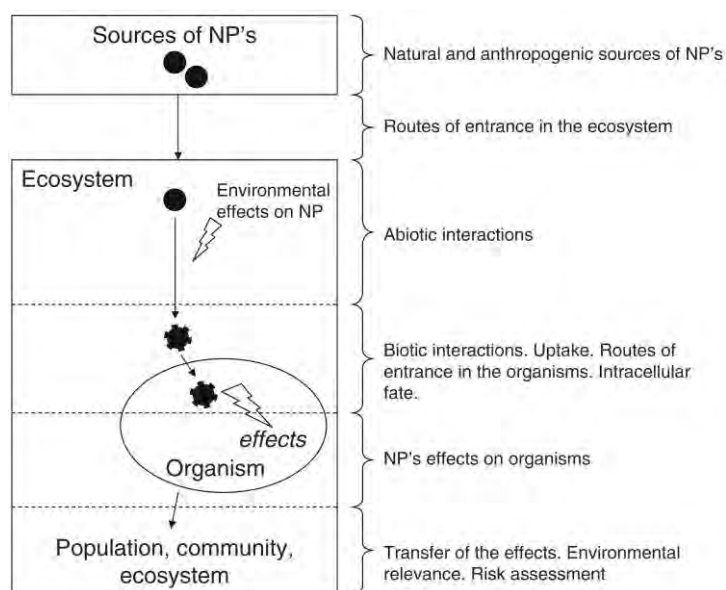 Sources of NP's
Natural and anthropogenic sources of NP's
Routes of entrance in the ecosystem
Ecosystem
Environmental
effects on NP
Abiotic interactions
Biotic interactions. Uptake. Routes of
entrance in the organisms. Intracellular
fate.
effects
Organism
NP's effects on organisms
Population, community,
ecosystem
Transfer of the effects. Environmental
relevance. Risk assessment